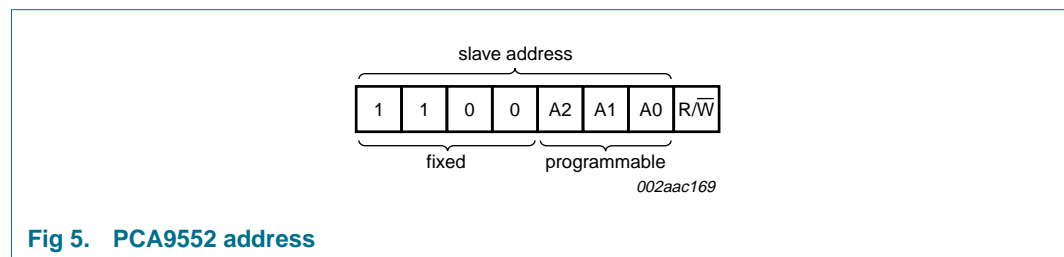 slave address
1 1 0 0 A2 A1 A0 R/W̅
fixed programmable
002aac169
Fig 5. PCA9552 address